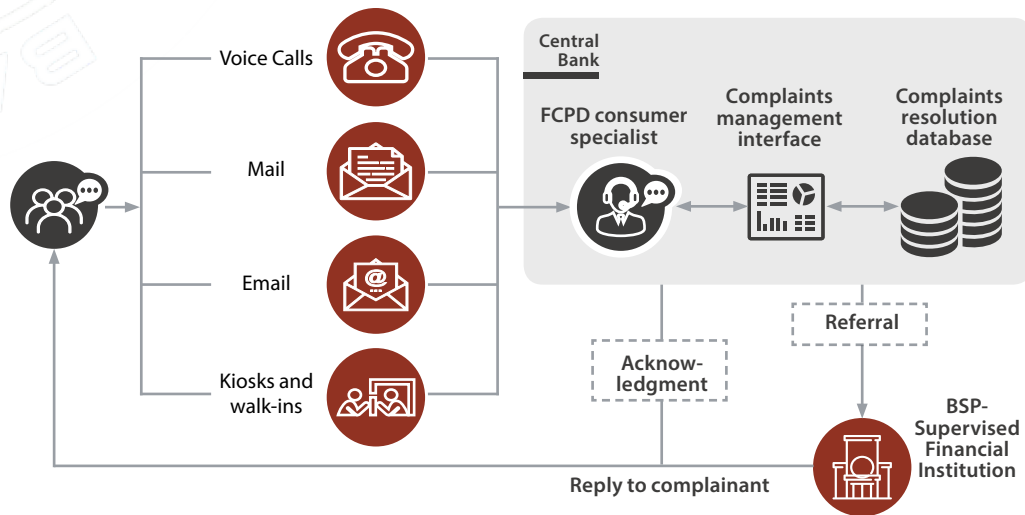 Voice Calls
Mail
Email
@
Kiosks and
walk-ins
Central
Bank
FCPD consumer
specialist
Complaints
management
interface
Complaints
resolution
database
Acknow-
ledgment
Referral
BSP-
Supervised
Financial
Institution
Reply to complainant